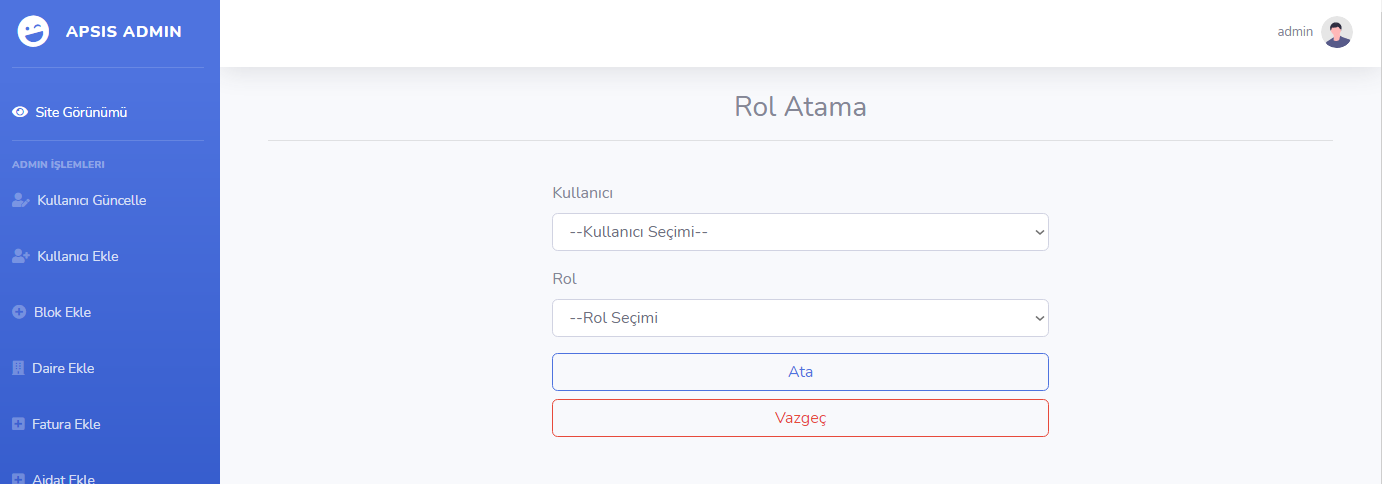 APSIS ADMIN
admin
Site Görünümü
ADMIN İŞLEMLERI
Kullanıcı Güncelle
Kullanıcı Ekle
Blok Ekle
Daire Ekle
Fatura Ekle
Aidat Ekle
Rol Atama
Kullanıcı
--Kullanıcı Seçimi--
Rol
--Rol Seçimi
Ata
Vazgeç